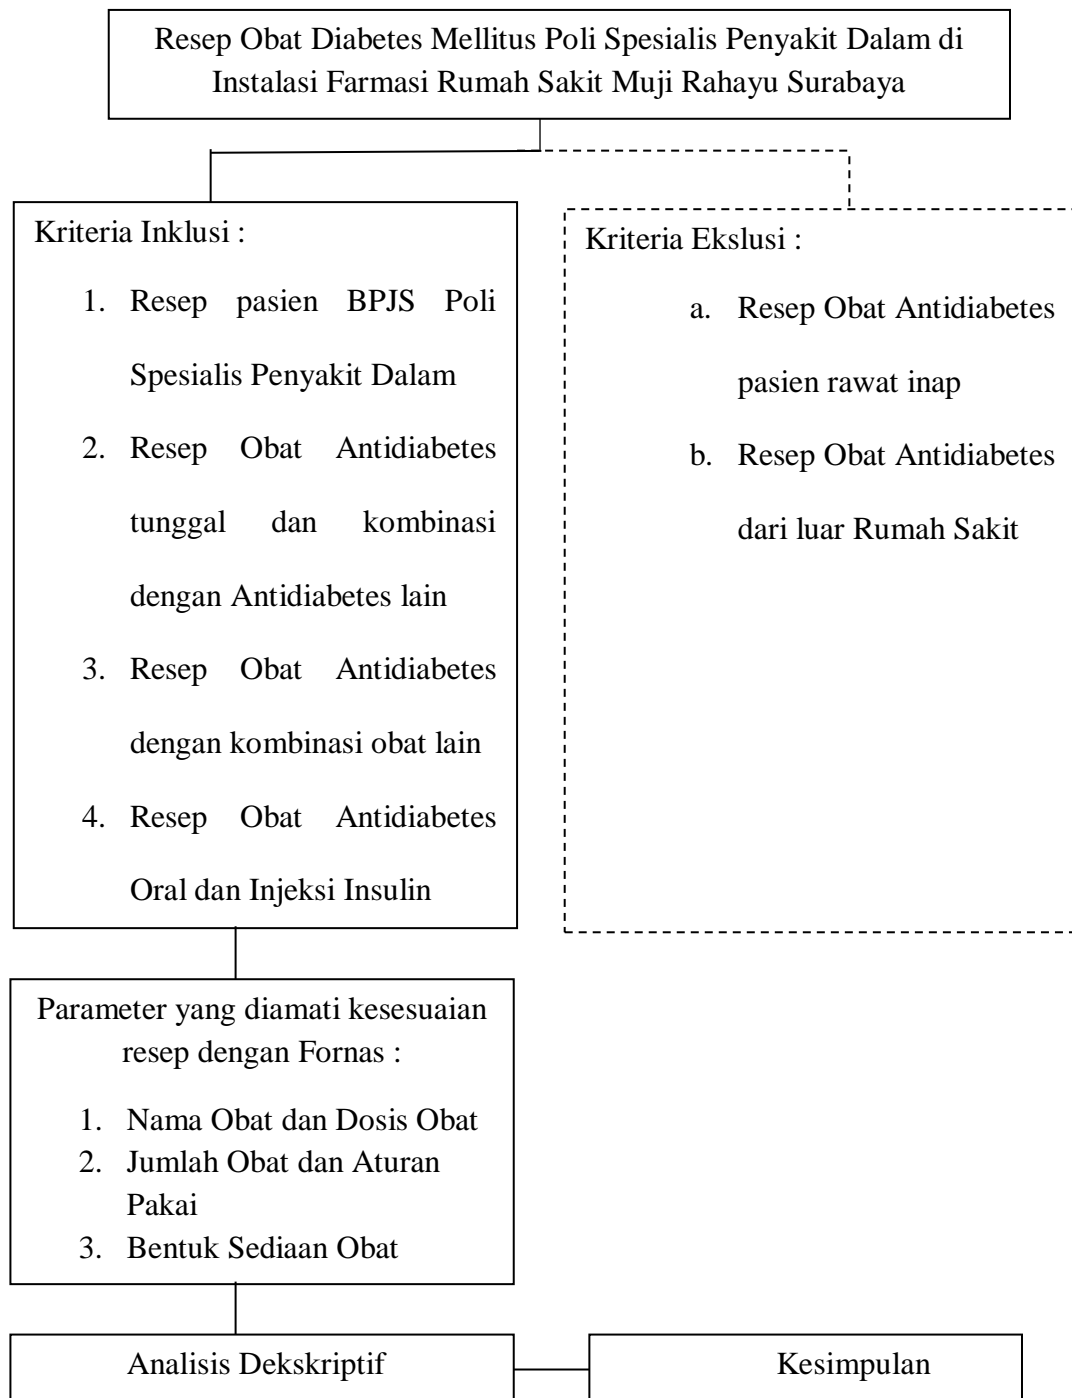 Resep Obat Diabetes Mellitus Poli Spesialis Penyakit Dalam di
Instalasi Farmasi Rumah Sakit Muji Rahayu Surabaya
Kriteria Inklusi :
1. Resep pasien BPJS Poli
Spesialis Penyakit Dalam
2. Resep Obat Antidiabetes
tunggal dan kombinasi
dengan Antidiabetes lain
3. Resep Obat Antidiabetes
dengan kombinasi obat lain
4. Resep Obat Antidiabetes
Oral dan Injeksi Insulin
Kriteria Ekslusi :
a. Resep Obat Antidiabetes
pasien rawat inap
b. Resep Obat Antidiabetes
dari luar Rumah Sakit
Parameter yang diamati kesesuaian
resep dengan Fornas :
1. Nama Obat dan Dosis Obat
2. Jumlah Obat dan Aturan
Pakai
3. Bentuk Sediaan Obat
Analisis Dekskriptif
Kesimpulan